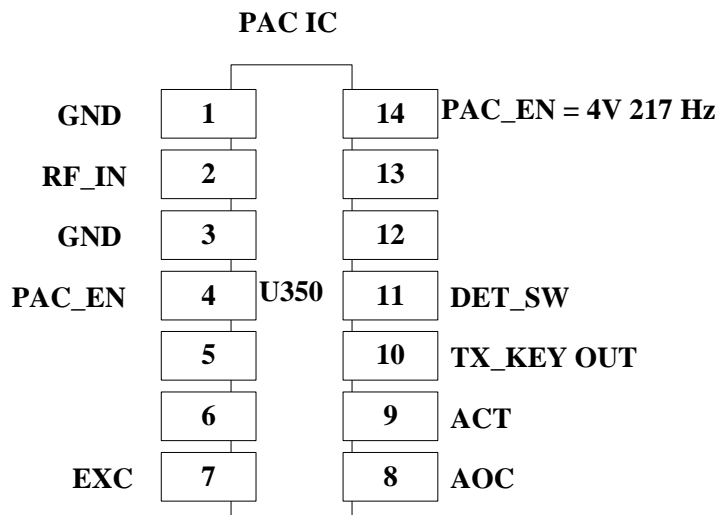 PAC IC
GND 1 14 PAC_EN = 4V 217 Hz
RF_IN 2 13
GND 3 12
PAC_EN 4 U350 11 DET_SW
5 10 TX_KEY OUT
6 9 ACT
EXC 7 8 AOC